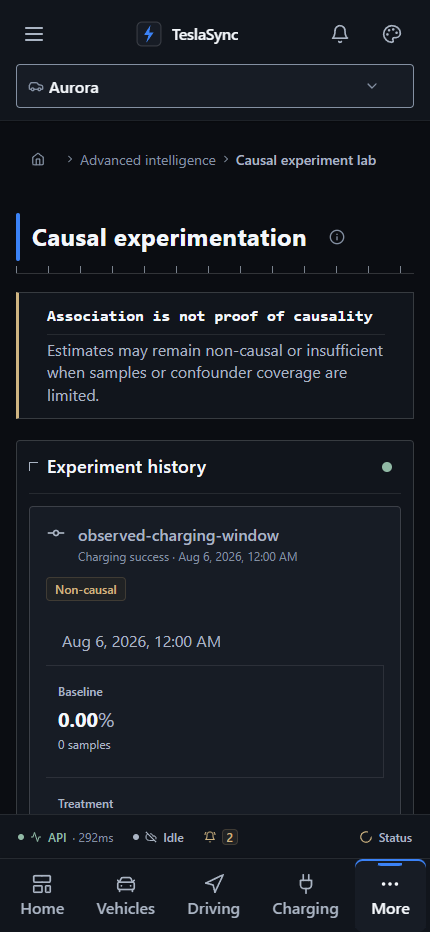 TeslaSync
Aurora
Advanced intelligence
Causal experiment lab
Causal experimentation
Association is not proof of causality
Estimates may remain non-causal or insufficient
when samples or confounder coverage are
limited.
Experiment history
observed-charging-window
Charging success · Aug 6, 2026, 12:00 AM
Non-causal
Aug 6, 2026, 12:00 AM
Baseline
0.00%
0 samples
Treatment
API · 292ms
Idle
2
Status
Home
Vehicles
Driving
Charging
More